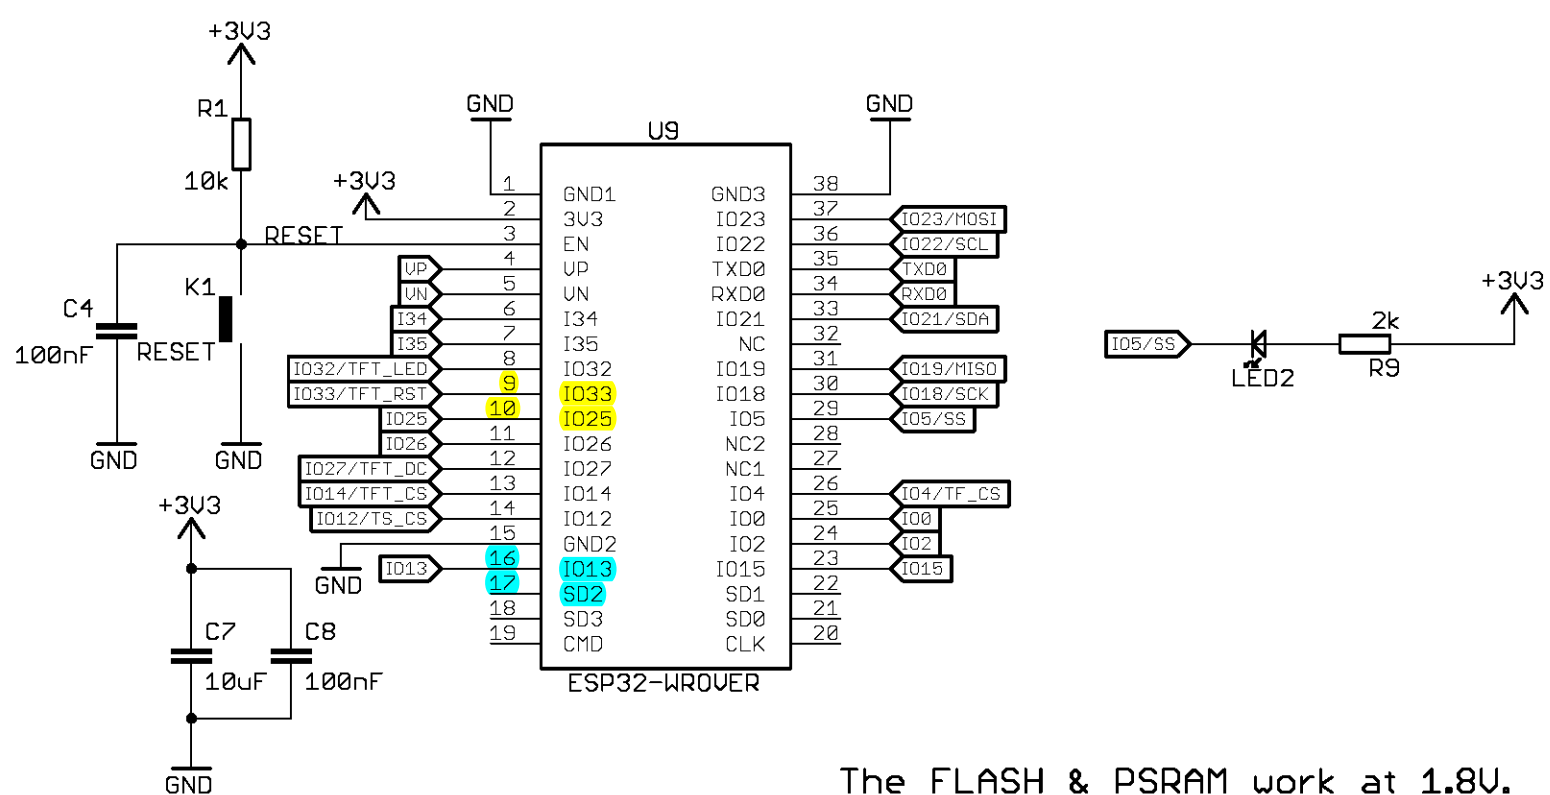 +3V3
R1
10k
RESET
C4
100nF
K1
RESET
GND
GND
+3V3
C7
10uF
C8
100nF
GND
GND
GND
+3V3
U9
1 GND1 GND3 38
2 3V3 IO23 37 IO23/MOSI
3 EN IO22 36 IO22/SCL
VP 4 VP TXD0 35 TXD0
VN 5 VN RXD0 34 RXD0
I34 6 I34 IO21 33 IO21/SDA
I35 7 I35 NC 32
IO32/TFT_LED 8 IO32 IO19 31 IO19/MISO
IO33/TFT_RST 9 IO33 IO18 30 IO18/SCK
IO25 10 IO25 IO5 29 IO5/SS
IO26 11 IO26 NC2 28
IO27/TFT_DC 12 IO27 NC1 27
IO14/TFT_CS 13 IO14 IO4 26 IO4/TF_CS
IO12/TS_CS 14 IO12 IO0 25 IO0
15 GND2 IO2 24 IO2
IO13 16 IO13 IO15 23 IO15
GND
17 SD2 SD1 22
18 SD3 SD0 21
19 CMD CLK 20
ESP32-WROVER
IO5/SS
LED2
2k
R9
+3V3
The FLASH & PSRAM work at 1.8V.